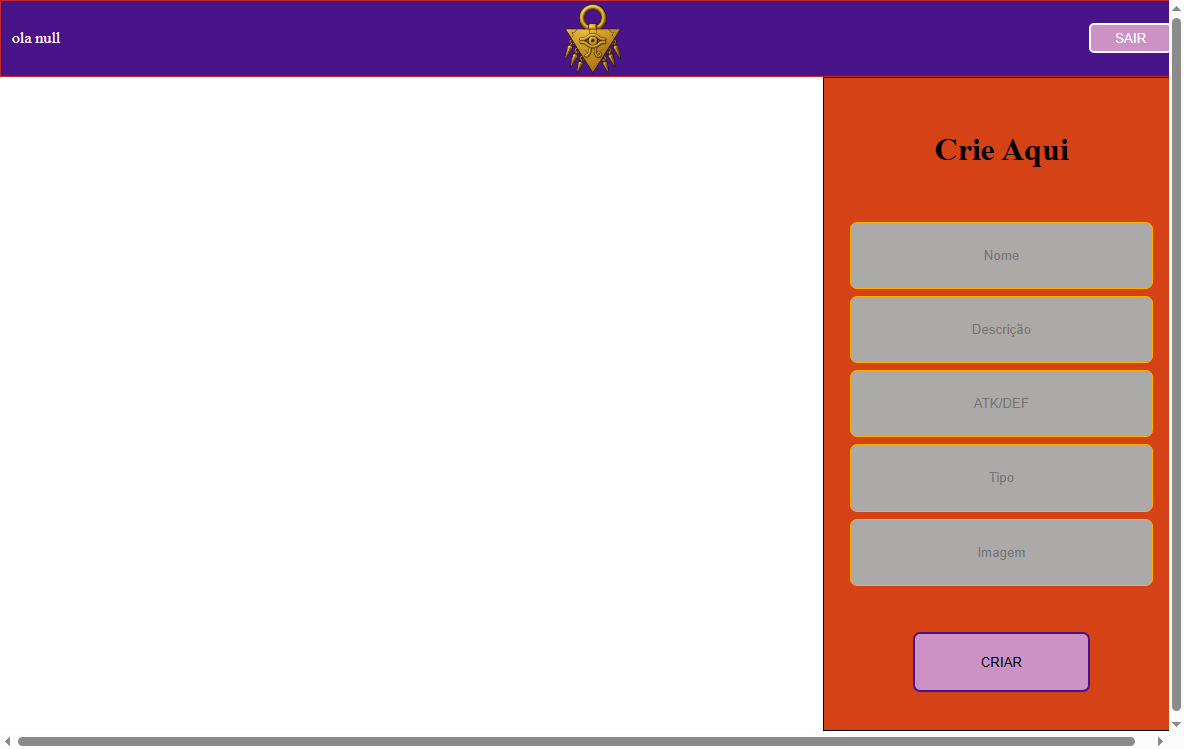 ola null
SAIR
Crie Aqui
Nome
Descrição
ATK/DEF
Tipo
Imagem
CRIAR